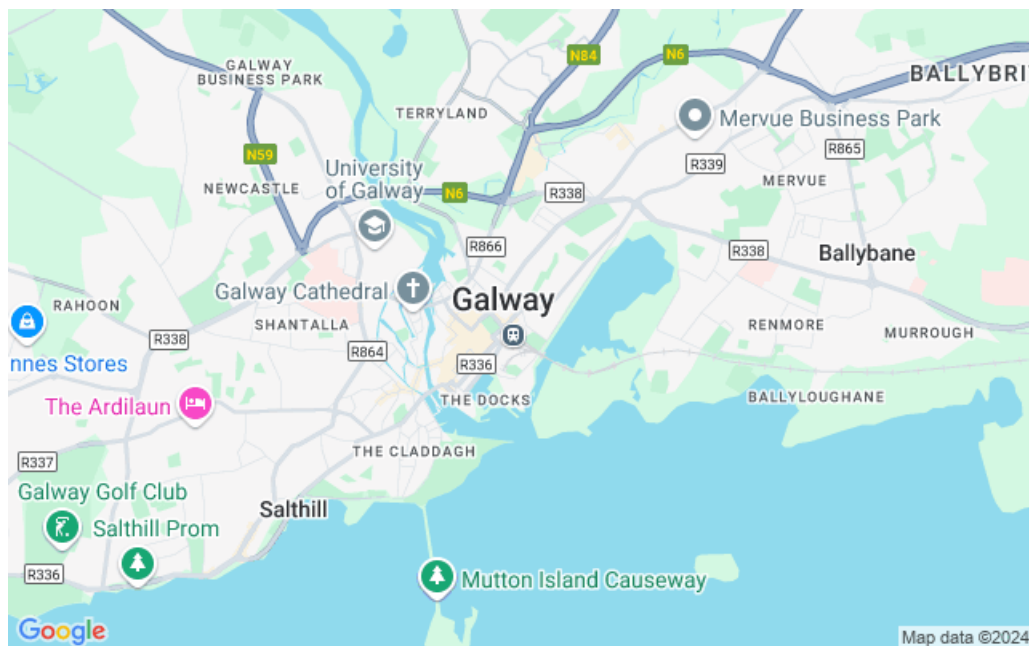 GALWAY
BUSINESS PARK
N84
N6
BALLYBRI
TERRYLAND
Mervue Business Park
N59
University
of Galway
R865
R339
NEWCASTLE
N6
R338
MERVUE
R866
R338
Ballybane
Galway Cathedral
Galway
RAHOON
SHANTALLA
RENMORE
MURROUGH
R338
R864
R336
nnes Stores
The Ardilaun
THE DOCKS
BALLYLOUGHANE
THE CLADDAGH
R337
Galway Golf Club
Salthill
Salthill Prom
R336
Mutton Island Causeway
Google
Map data ©2024